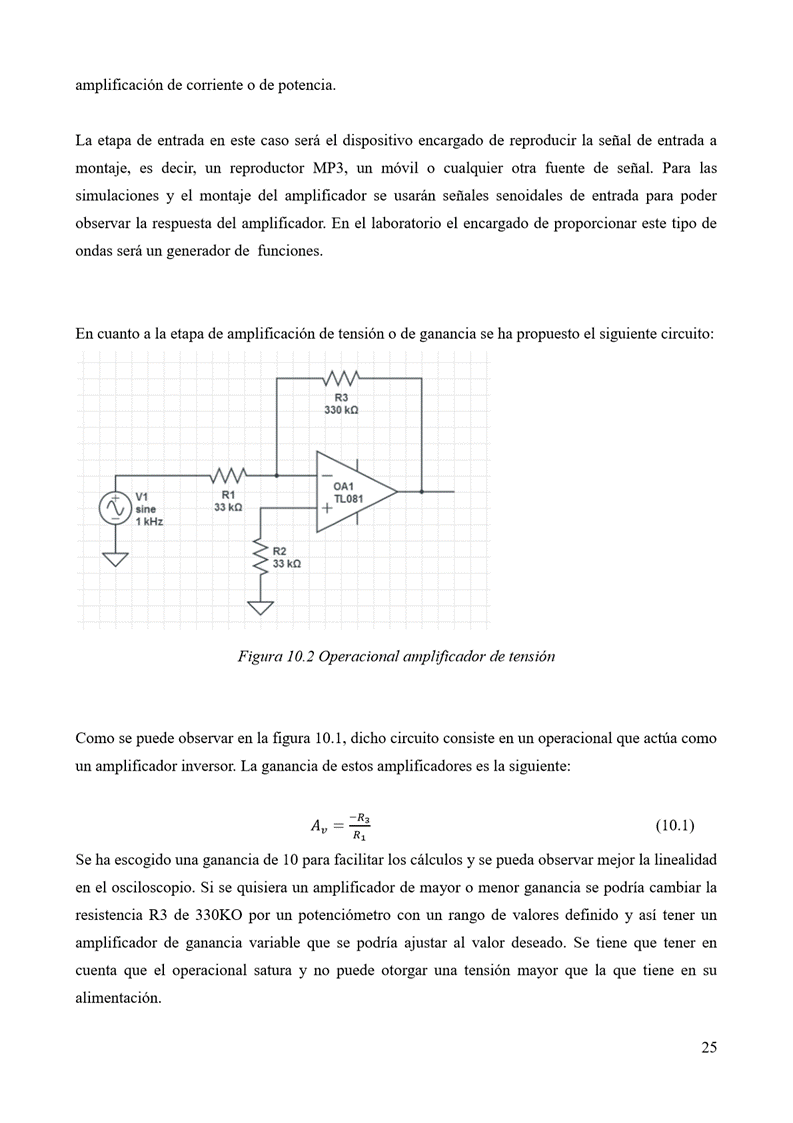 amplificación de corriente o de potencia.
La etapa de entrada en este caso será el dispositivo encargado de reproducir la señal de entrada a
montaje, es decir, un reproductor MP3, un móvil o cualquier otra fuente de señal. Para las
simulaciones y el montaje del amplificador se usarán señales senoidales de entrada para poder
observar la respuesta del amplificador. En el laboratorio el encargado de proporcionar este tipo de
ondas será un generador de funciones.
En cuanto a la etapa de amplificación de tensión o de ganancia se ha propuesto el siguiente circuito:
R3
330 kΩ
V1
sine
1 kHz
R1
33 kΩ
OA1
TL081
R2
33 kΩ
Figura 10.2 Operacional amplificador de tensión
Como se puede observar en la figura 10.1, dicho circuito consiste en un operacional que actúa como
un amplificador inversor. La ganancia de estos amplificadores es la siguiente:
A_v = −R₃/R₁ (10.1)
Se ha escogido una ganancia de 10 para facilitar los cálculos y se pueda observar mejor la linealidad
en el osciloscopio. Si se quisiera un amplificador de mayor o menor ganancia se podría cambiar la
resistencia R3 de 330KO por un potenciómetro con un rango de valores definido y así tener un
amplificador de ganancia variable que se podría ajustar al valor deseado. Se tiene que tener en
cuenta que el operacional satura y no puede otorgar una tensión mayor que la que tiene en su
alimentación.
25